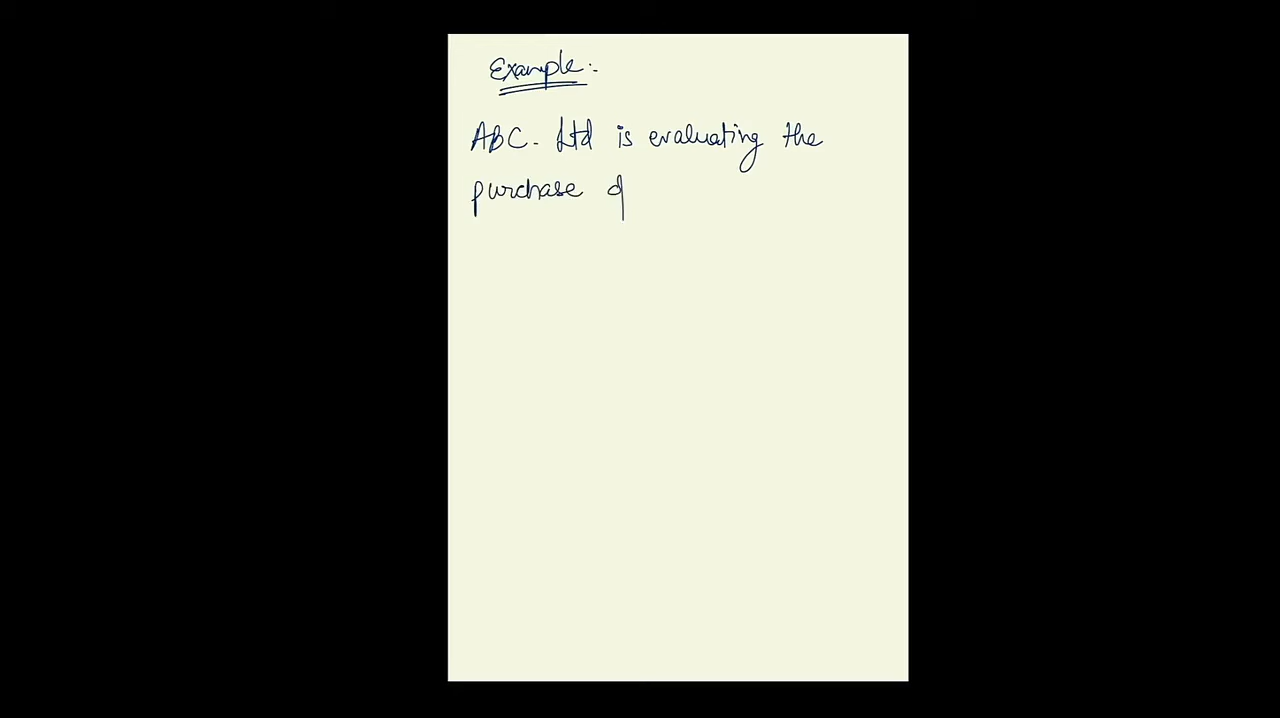 Example:-
ABC. Ltd is evaluating the
purchase of